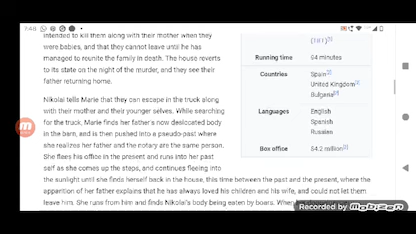 7:48
intended to kill them along with their mother when they
were babies, and that they cannot leave until he has
managed to reunite the family in death. The house reverts
to its state on the night of the murder, and they see their
father returning home.
Running time 94 minutes
Countries Spain
United Kingdom
Bulgaria
Nikolai tells Marie that they can escape in the truck along
with their mother and their younger selves. While searching
for the truck, Marie finds her father's now desiccated body
in the barn, and is then pushed into a pseudo-past where
she realizes her father and the notary are the same person.
She flees his office in the present and runs into her past
self as she comes up the steps, and continues fleeing into
Languages English
Spanish
Russian
Box office $4.2 million
the sunlight until she finds herself back in the house, this time between the past and the present, where the
apparition of her father explains that he has always loved his children and his wife, and could not let them
leave him. She runs from him and finds Nikolai's body being eaten by boars. When
Recorded by
Mobizen